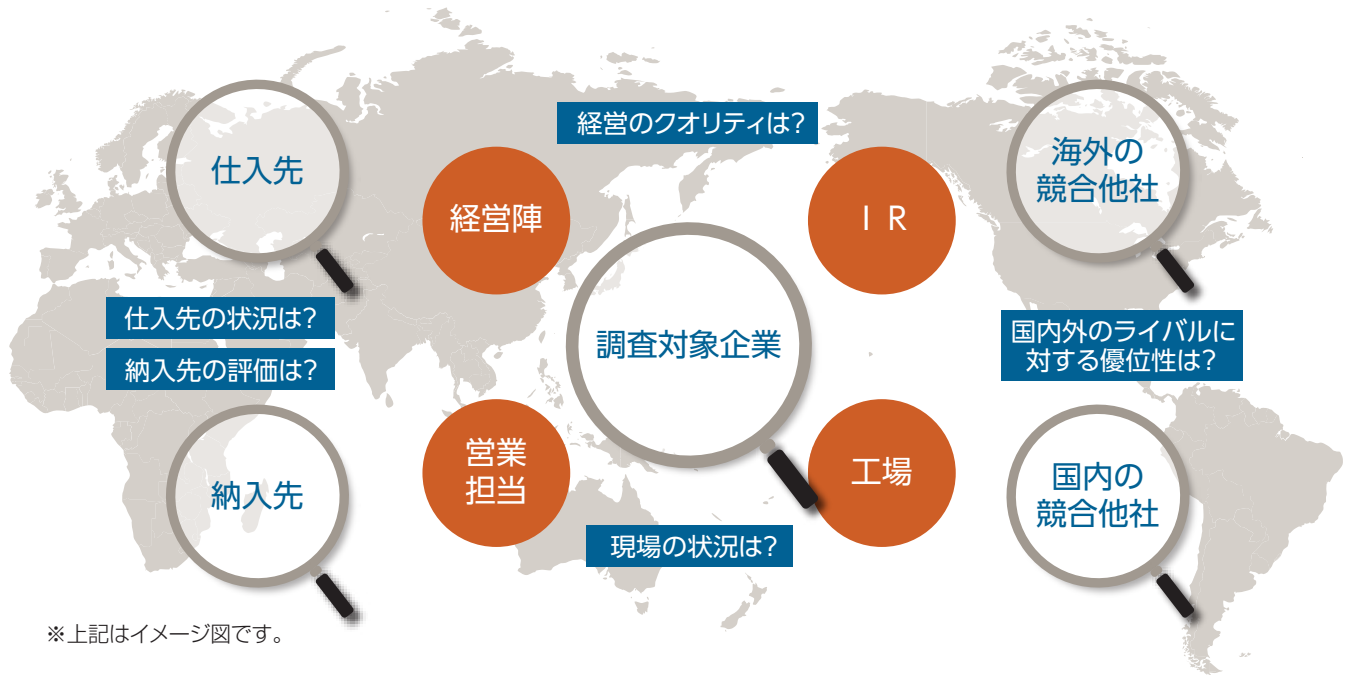 経営のクオリティは?
仕入先
経営陣
I R
海外の
競合他社
仕入先の状況は?
納入先の評価は?
調査対象企業
国内外のライバルに
対する優位性は?
納入先
営業
担当
工場
国内の
競合他社
現場の状況は?
※上記はイメージ図です。